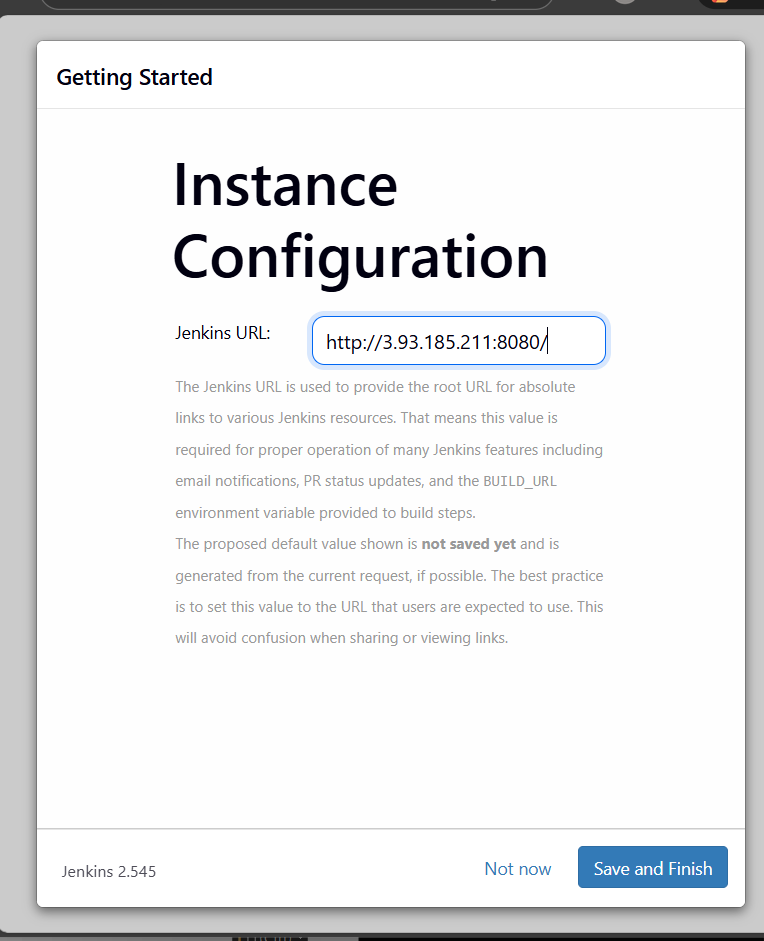 Getting Started
Instance
Configuration
Jenkins URL:
http://3.93.185.211:8080/
The Jenkins URL is used to provide the root URL for absolute
links to various Jenkins resources. That means this value is
required for proper operation of many Jenkins features including
email notifications, PR status updates, and the BUILD_URL
environment variable provided to build steps.
The proposed default value shown is not saved yet and is
generated from the current request, if possible. The best practice
is to set this value to the URL that users are expected to use. This
will avoid confusion when sharing or viewing links.
Jenkins 2.545
Not now
Save and Finish